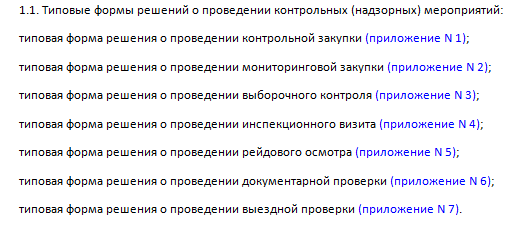 1.1. Типовые формы решений о проведении контрольных (надзорных) мероприятий:
типовая форма решения о проведении контрольной закупки (приложение N 1);
типовая форма решения о проведении мониторинговой закупки (приложение N 2);
типовая форма решения о проведении выборочного контроля (приложение N 3);
типовая форма решения о проведении инспекционного визита (приложение N 4);
типовая форма решения о проведении рейдового осмотра (приложение N 5);
типовая форма решения о проведении документарной проверки (приложение N 6);
типовая форма решения о проведении выездной проверки (приложение N 7).